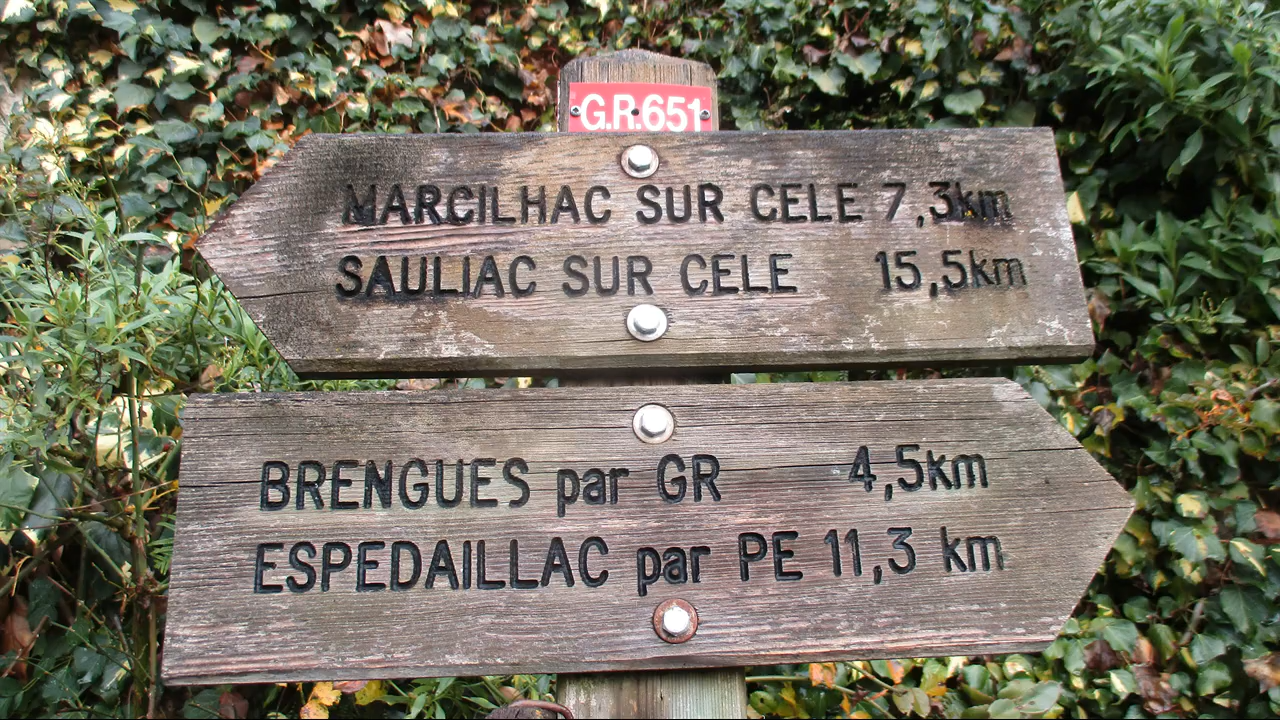 G.R.651
MARCILHAC SUR CELE 7,3km
SAULIAC SUR CELE 15,5km
BRENGUES par GR 4,5km
ESPEDAILLAC par PE 11,3 km